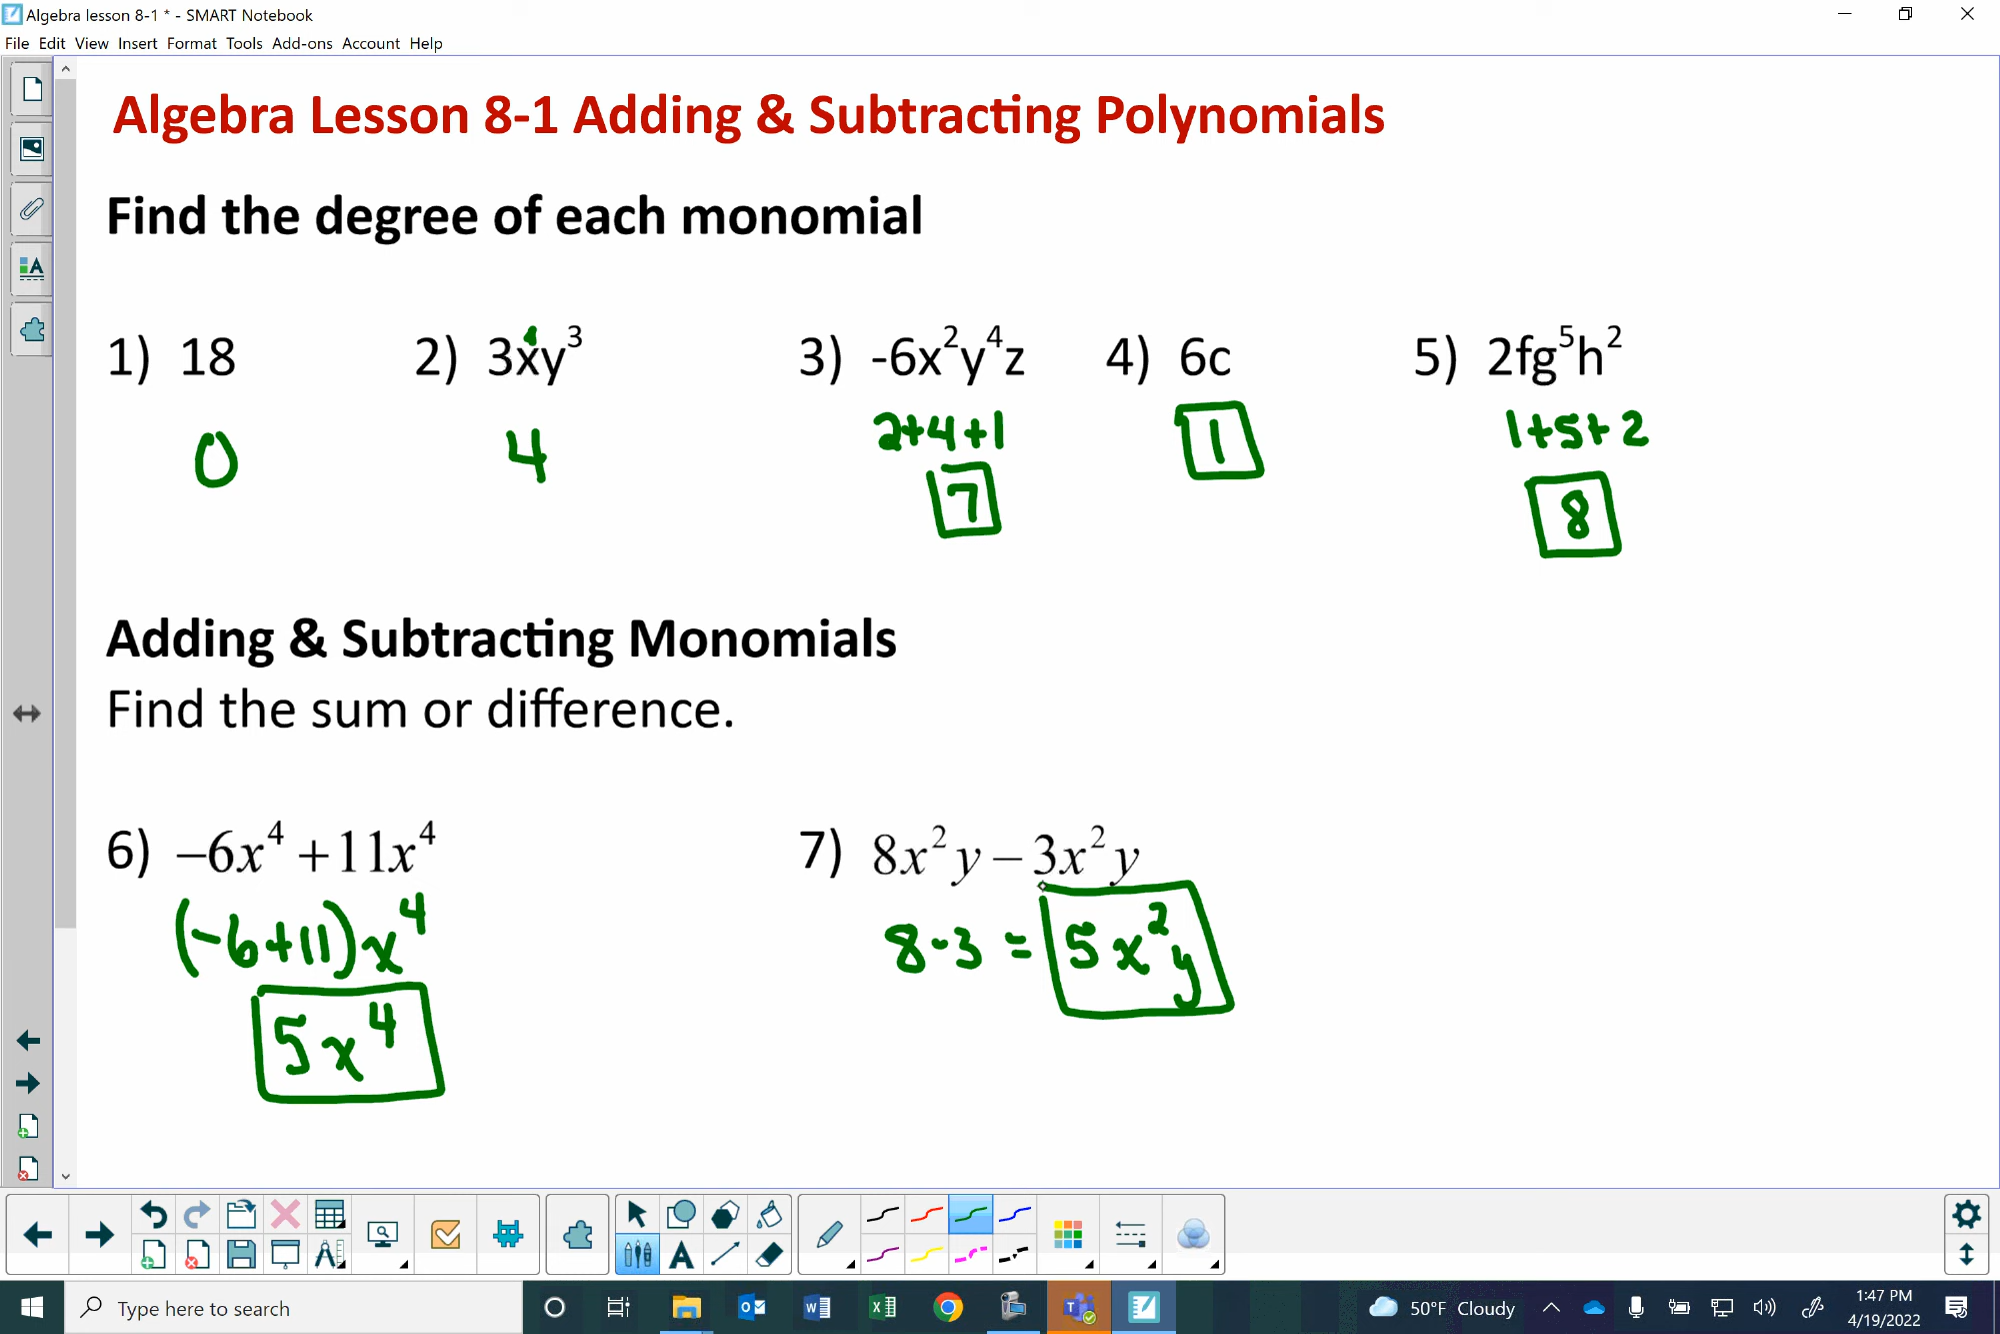 Algebra lesson 8-1 * - SMART Notebook
File Edit View Insert Format Tools Add-ons Account Help
Algebra Lesson 8-1 Adding & Subtracting Polynomials
Find the degree of each monomial
1) 18 2) 3x¹y³ 3) -6x²y⁴z 4) 6c 5) 2fg⁵h²
0 4 2+4+1 1 1+5+2
7 8
Adding & Subtracting Monomials
Find the sum or difference.
6) −6x⁴ + 11x⁴ 7) 8x²y − 3x²y
(-6+11)x⁴ 8-3 = 5x²y
5x⁴
Type here to search
50°F Cloudy
1:47 PM
4/19/2022